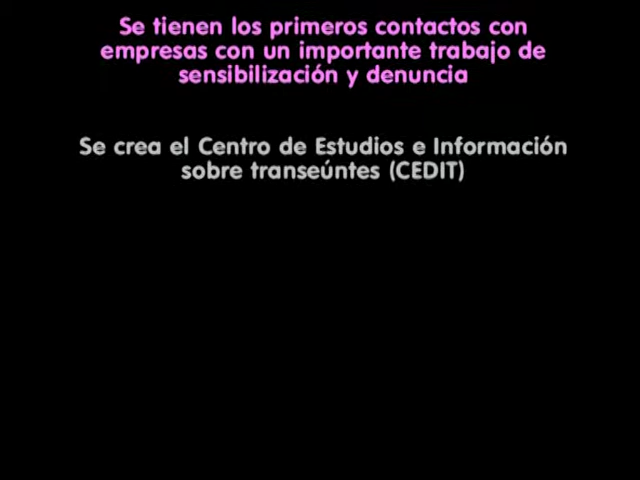 Se tienen los primeros contactos con
empresas con un importante trabajo de
sensibilización y denuncia
Se crea el Centro de Estudios e Información
sobre transeúntes (CEDIT)